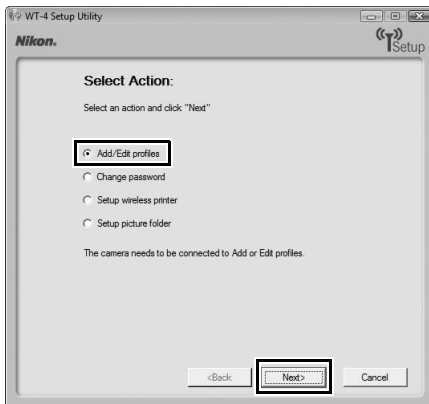 WT-4 Setup Utility
Nikon.
Setup
Select Action:
Select an action and click "Next"
Add/Edit profiles
Change password
Setup wireless printer
Setup picture folder
The camera needs to be connected to Add or Edit profiles.
<Back Next> Cancel